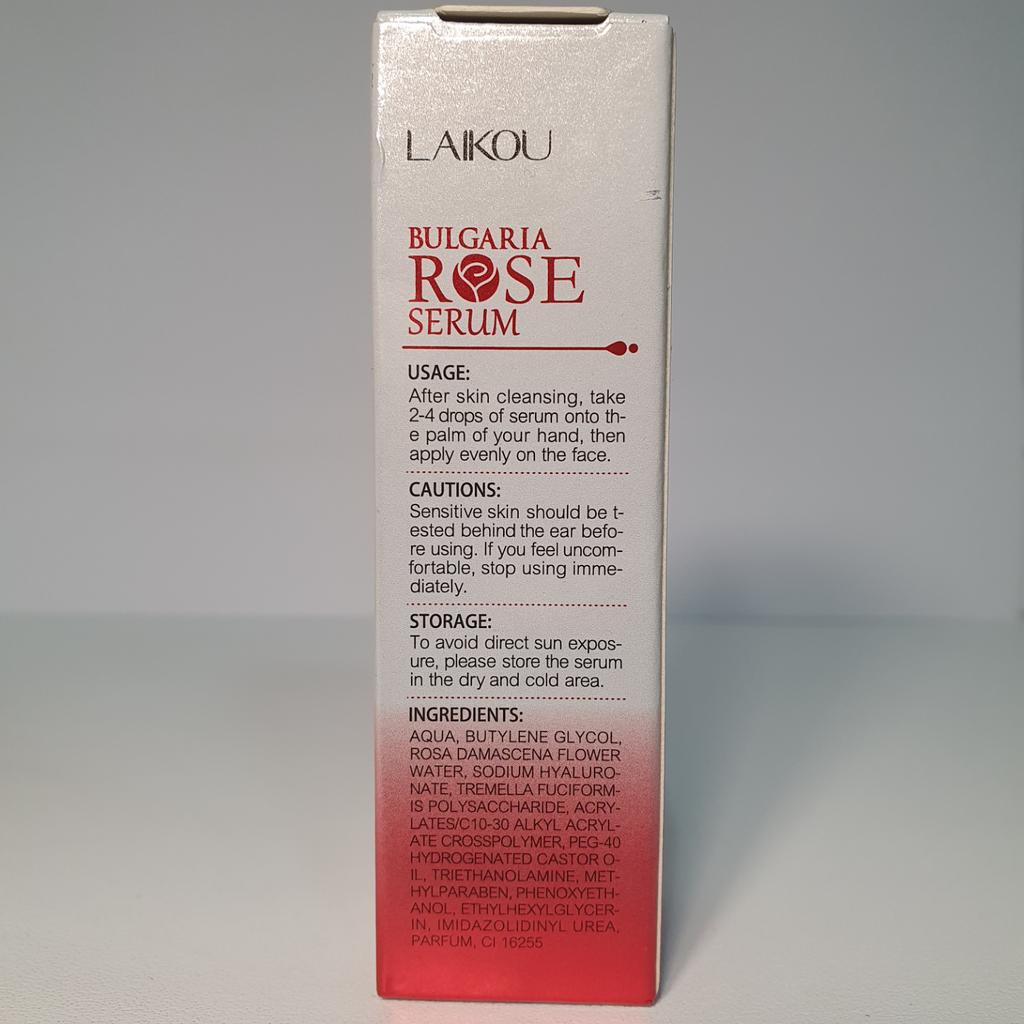 LAIKOU
BULGARIA
ROSE
SERUM
USAGE:
After skin cleansing, take
2-4 drops of serum onto th-
e palm of your hand, then
apply evenly on the face.
CAUTIONS:
Sensitive skin should be t-
ested behind the ear befo-
re using. If you feel uncom-
fortable, stop using imme-
diately.
STORAGE:
To avoid direct sun expos-
ure, please store the serum
in the dry and cold area.
INGREDIENTS:
AQUA, BUTYLENE GLYCOL,
ROSA DAMASCENA FLOWER
WATER, SODIUM HYALURO-
NATE, TREMELLA FUCIFORM-
IS POLYSACCHARIDE, ACRY-
LATES/C10-30 ALKYL ACRYL-
ATE CROSSPOLYMER, PEG-40
HYDROGENATED CASTOR O-
IL, TRIETHANOLAMINE, MET-
HYLPARABEN, PHENOXYETH-
ANOL, ETHYLHEXYLGLYCER-
IN, IMIDAZOLIDINYL UREA,
PARFUM, CI 16255